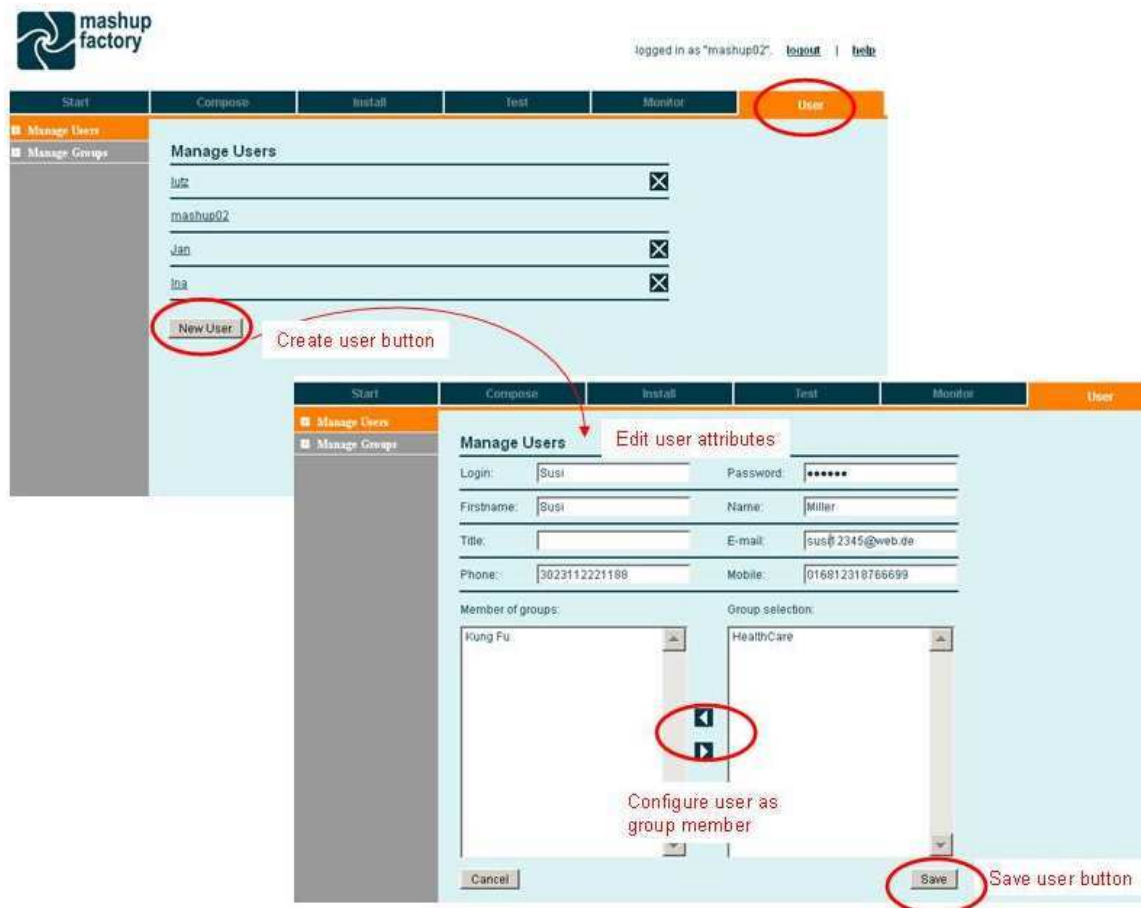 mashup
factory
logged in as "mashup02". logout | help
Start Compose Install Test Monitor User
Manage Users
Manage Groups
Manage Users
lutz
mashup02
Jan
Ina
New User
Create user button
Start Compose Install Test Monitor User
Manage Users
Manage Groups
Manage Users
Edit user attributes
Login: Susi Password: ••••••
Firstname: Susi Name: Miller
Title: E-mail: susi12345@web.de
Phone: 3023112221188 Mobile: 016812318766699
Member of groups: Group selection:
Kung Fu HealthCare
Configure user as
group member
Cancel Save
Save user button